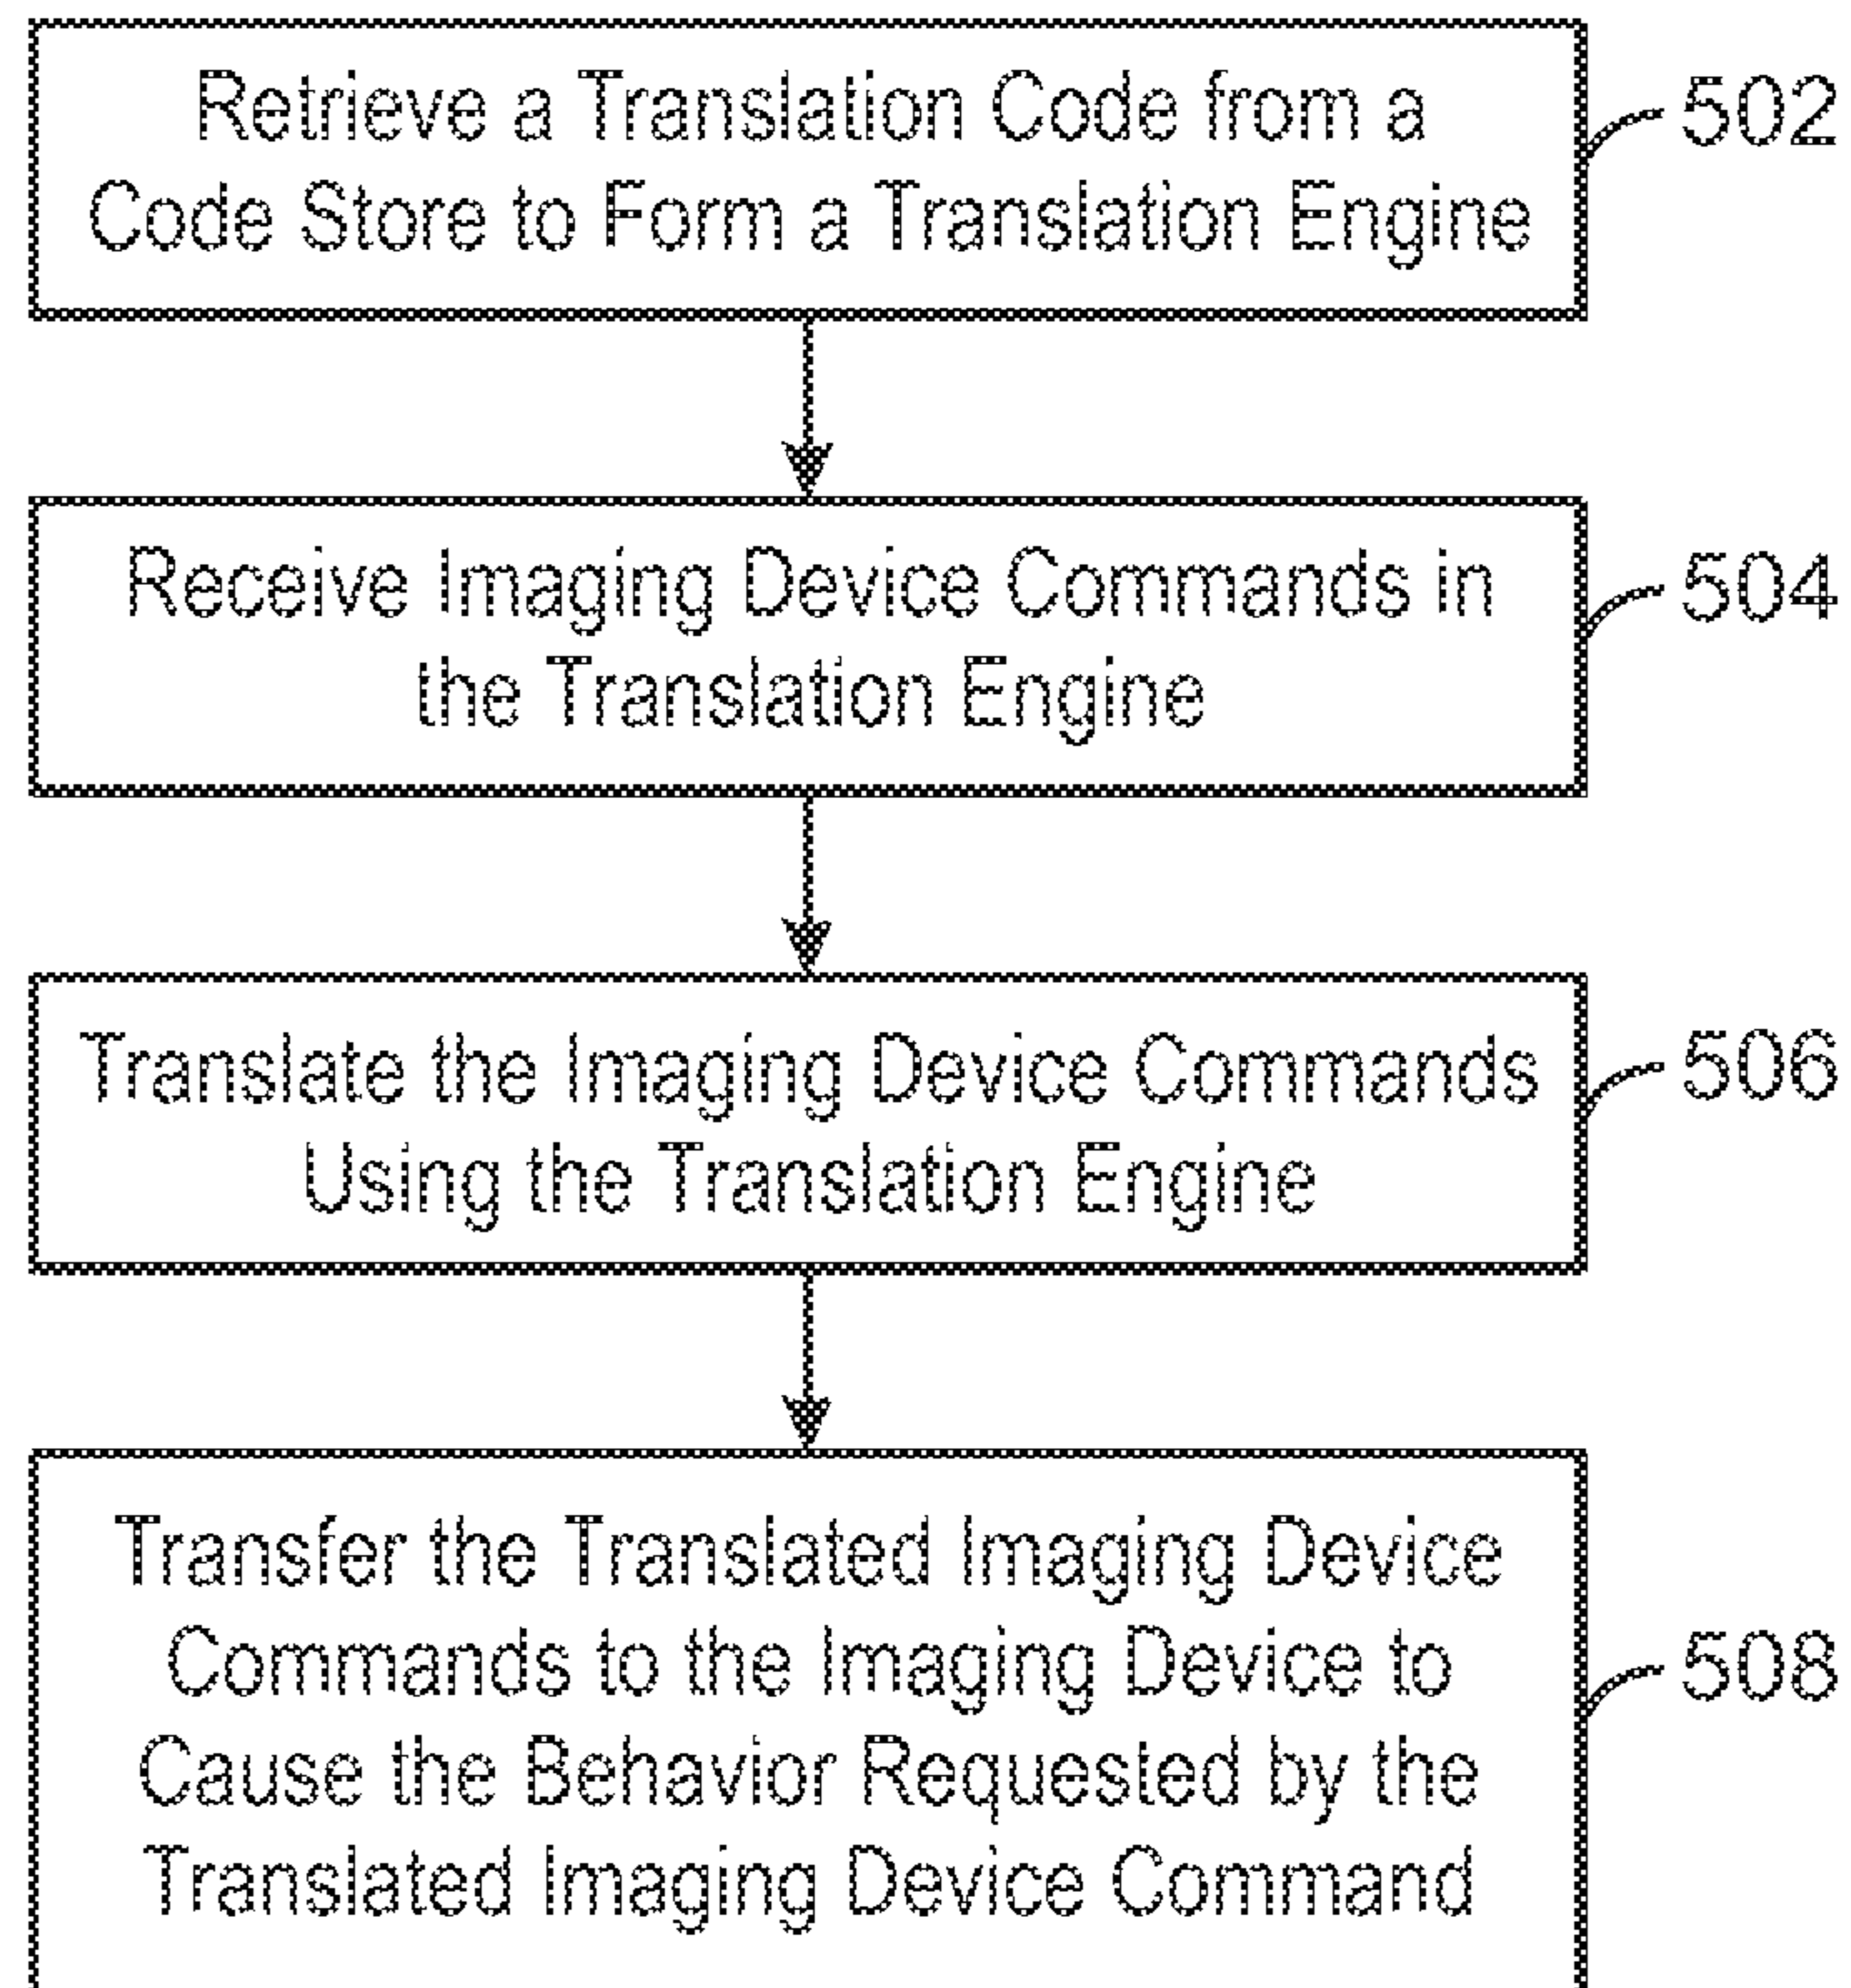 Retrieve a Translation Code from a
Code Store to Form a Translation Engine
502
Receive Imaging Device Commands in
the Translation Engine
504
Translate the Imaging Device Commands
Using the Translation Engine
506
Transfer the Translated Imaging Device
Commands to the Imaging Device to
Cause the Behavior Requested by the
Translated Imaging Device Command
508